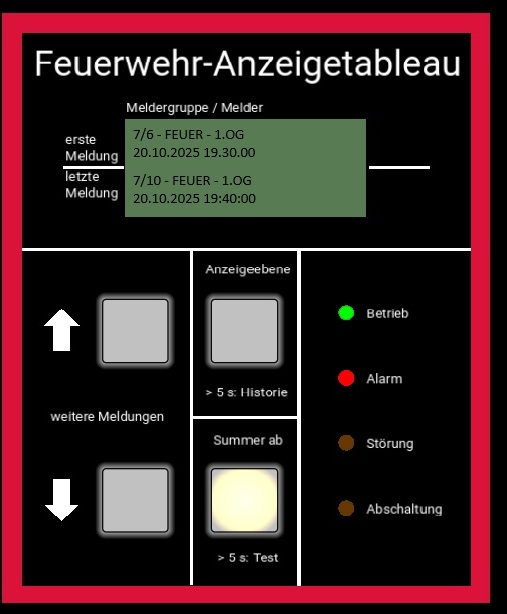 Feuerwehr-Anzeigetableau
Meldergruppe / Melder
erste
Meldung
7/6 - FEUER - 1.OG
20.10.2025 19.30.00
letzte
Meldung
7/10 - FEUER - 1.OG
20.10.2025 19:40:00
Anzeigeebene
> 5 s: Historie
weitere Meldungen
Summer ab
> 5 s: Test
Betrieb
Alarm
Störung
Abschaltung